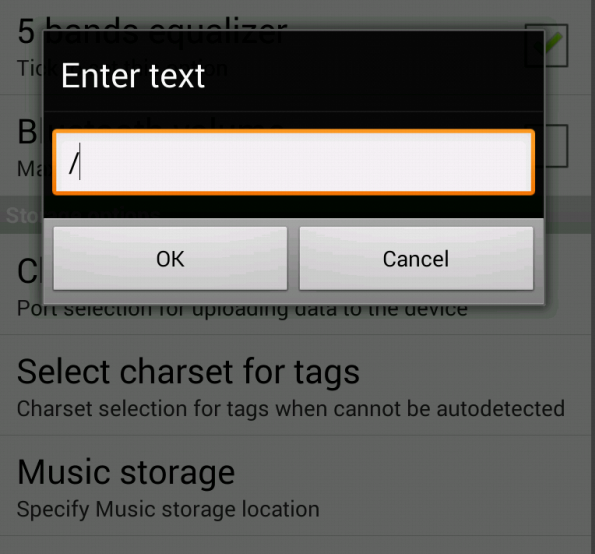 5 bands equalizer
Enter text
/
OK
Cancel
Port selection for uploading data to the device
Select charset for tags
Charset selection for tags when cannot be autodetected
Music storage
Specify Music storage location